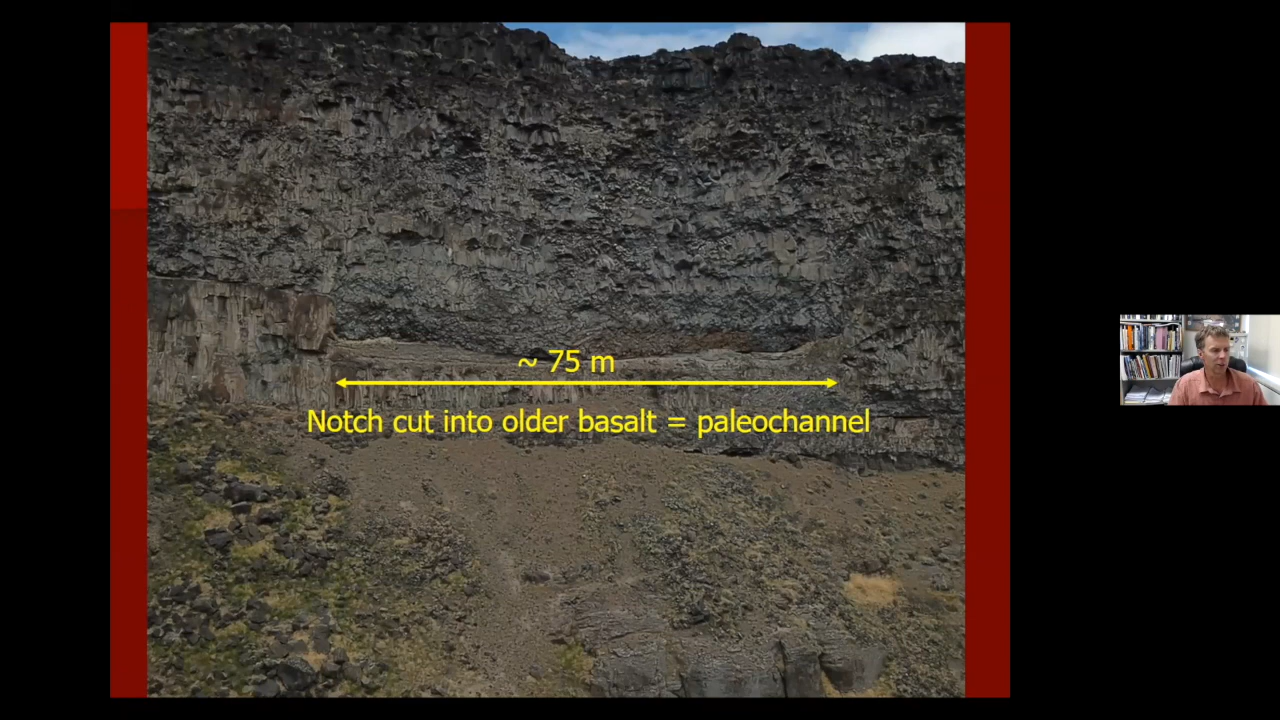 ~ 75 m
Notch cut into older basalt = paleochannel